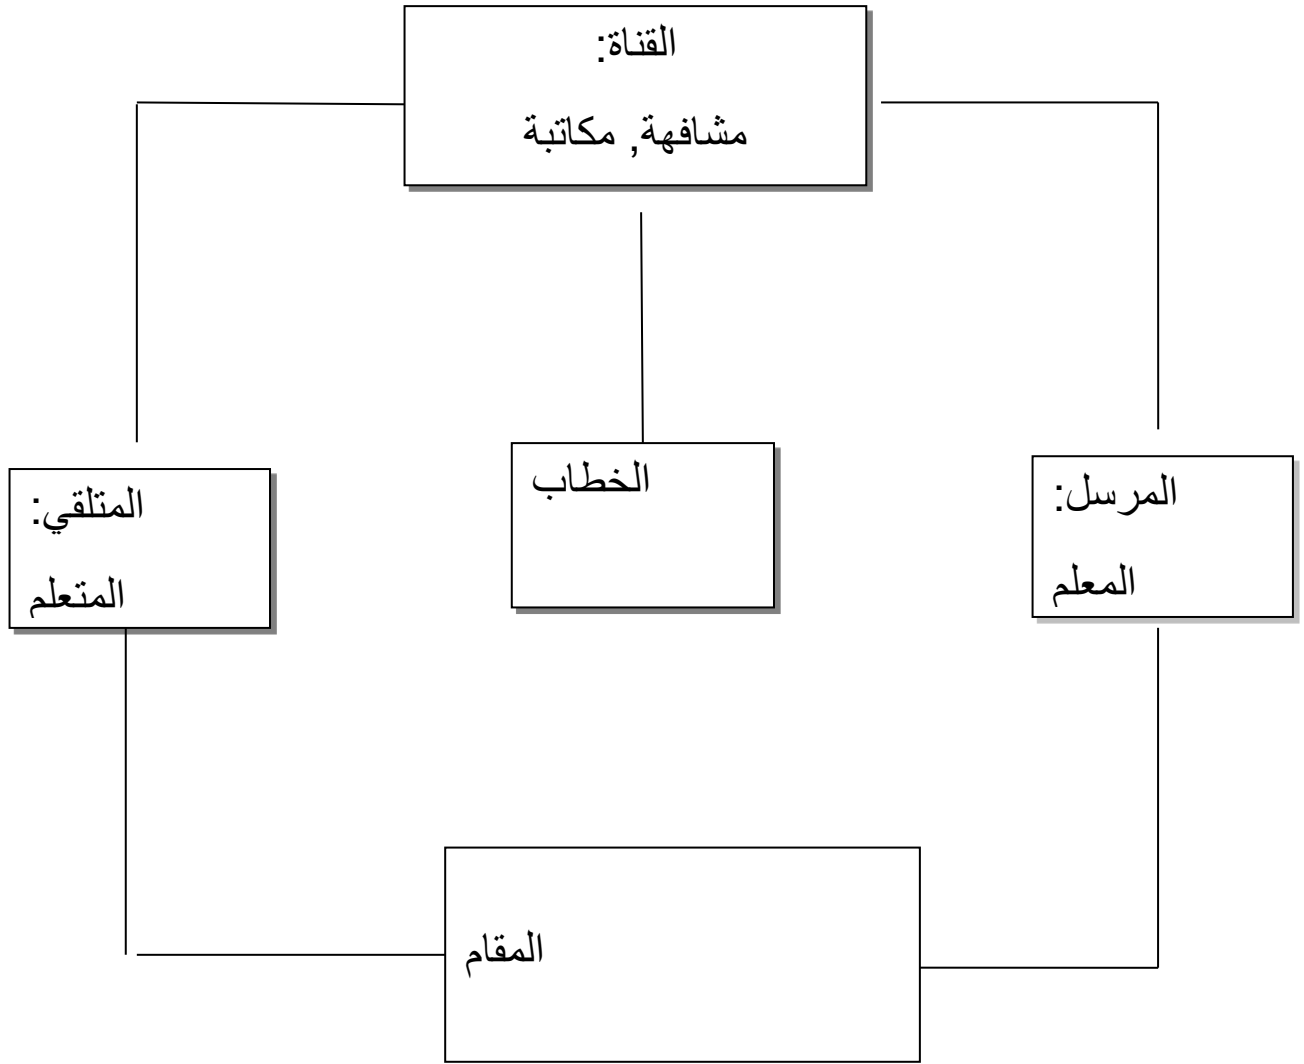 القناة:
مشافهة, مكاتبة
المرسل:
المعلم
الخطاب
المتلقي:
المتعلم
المقام